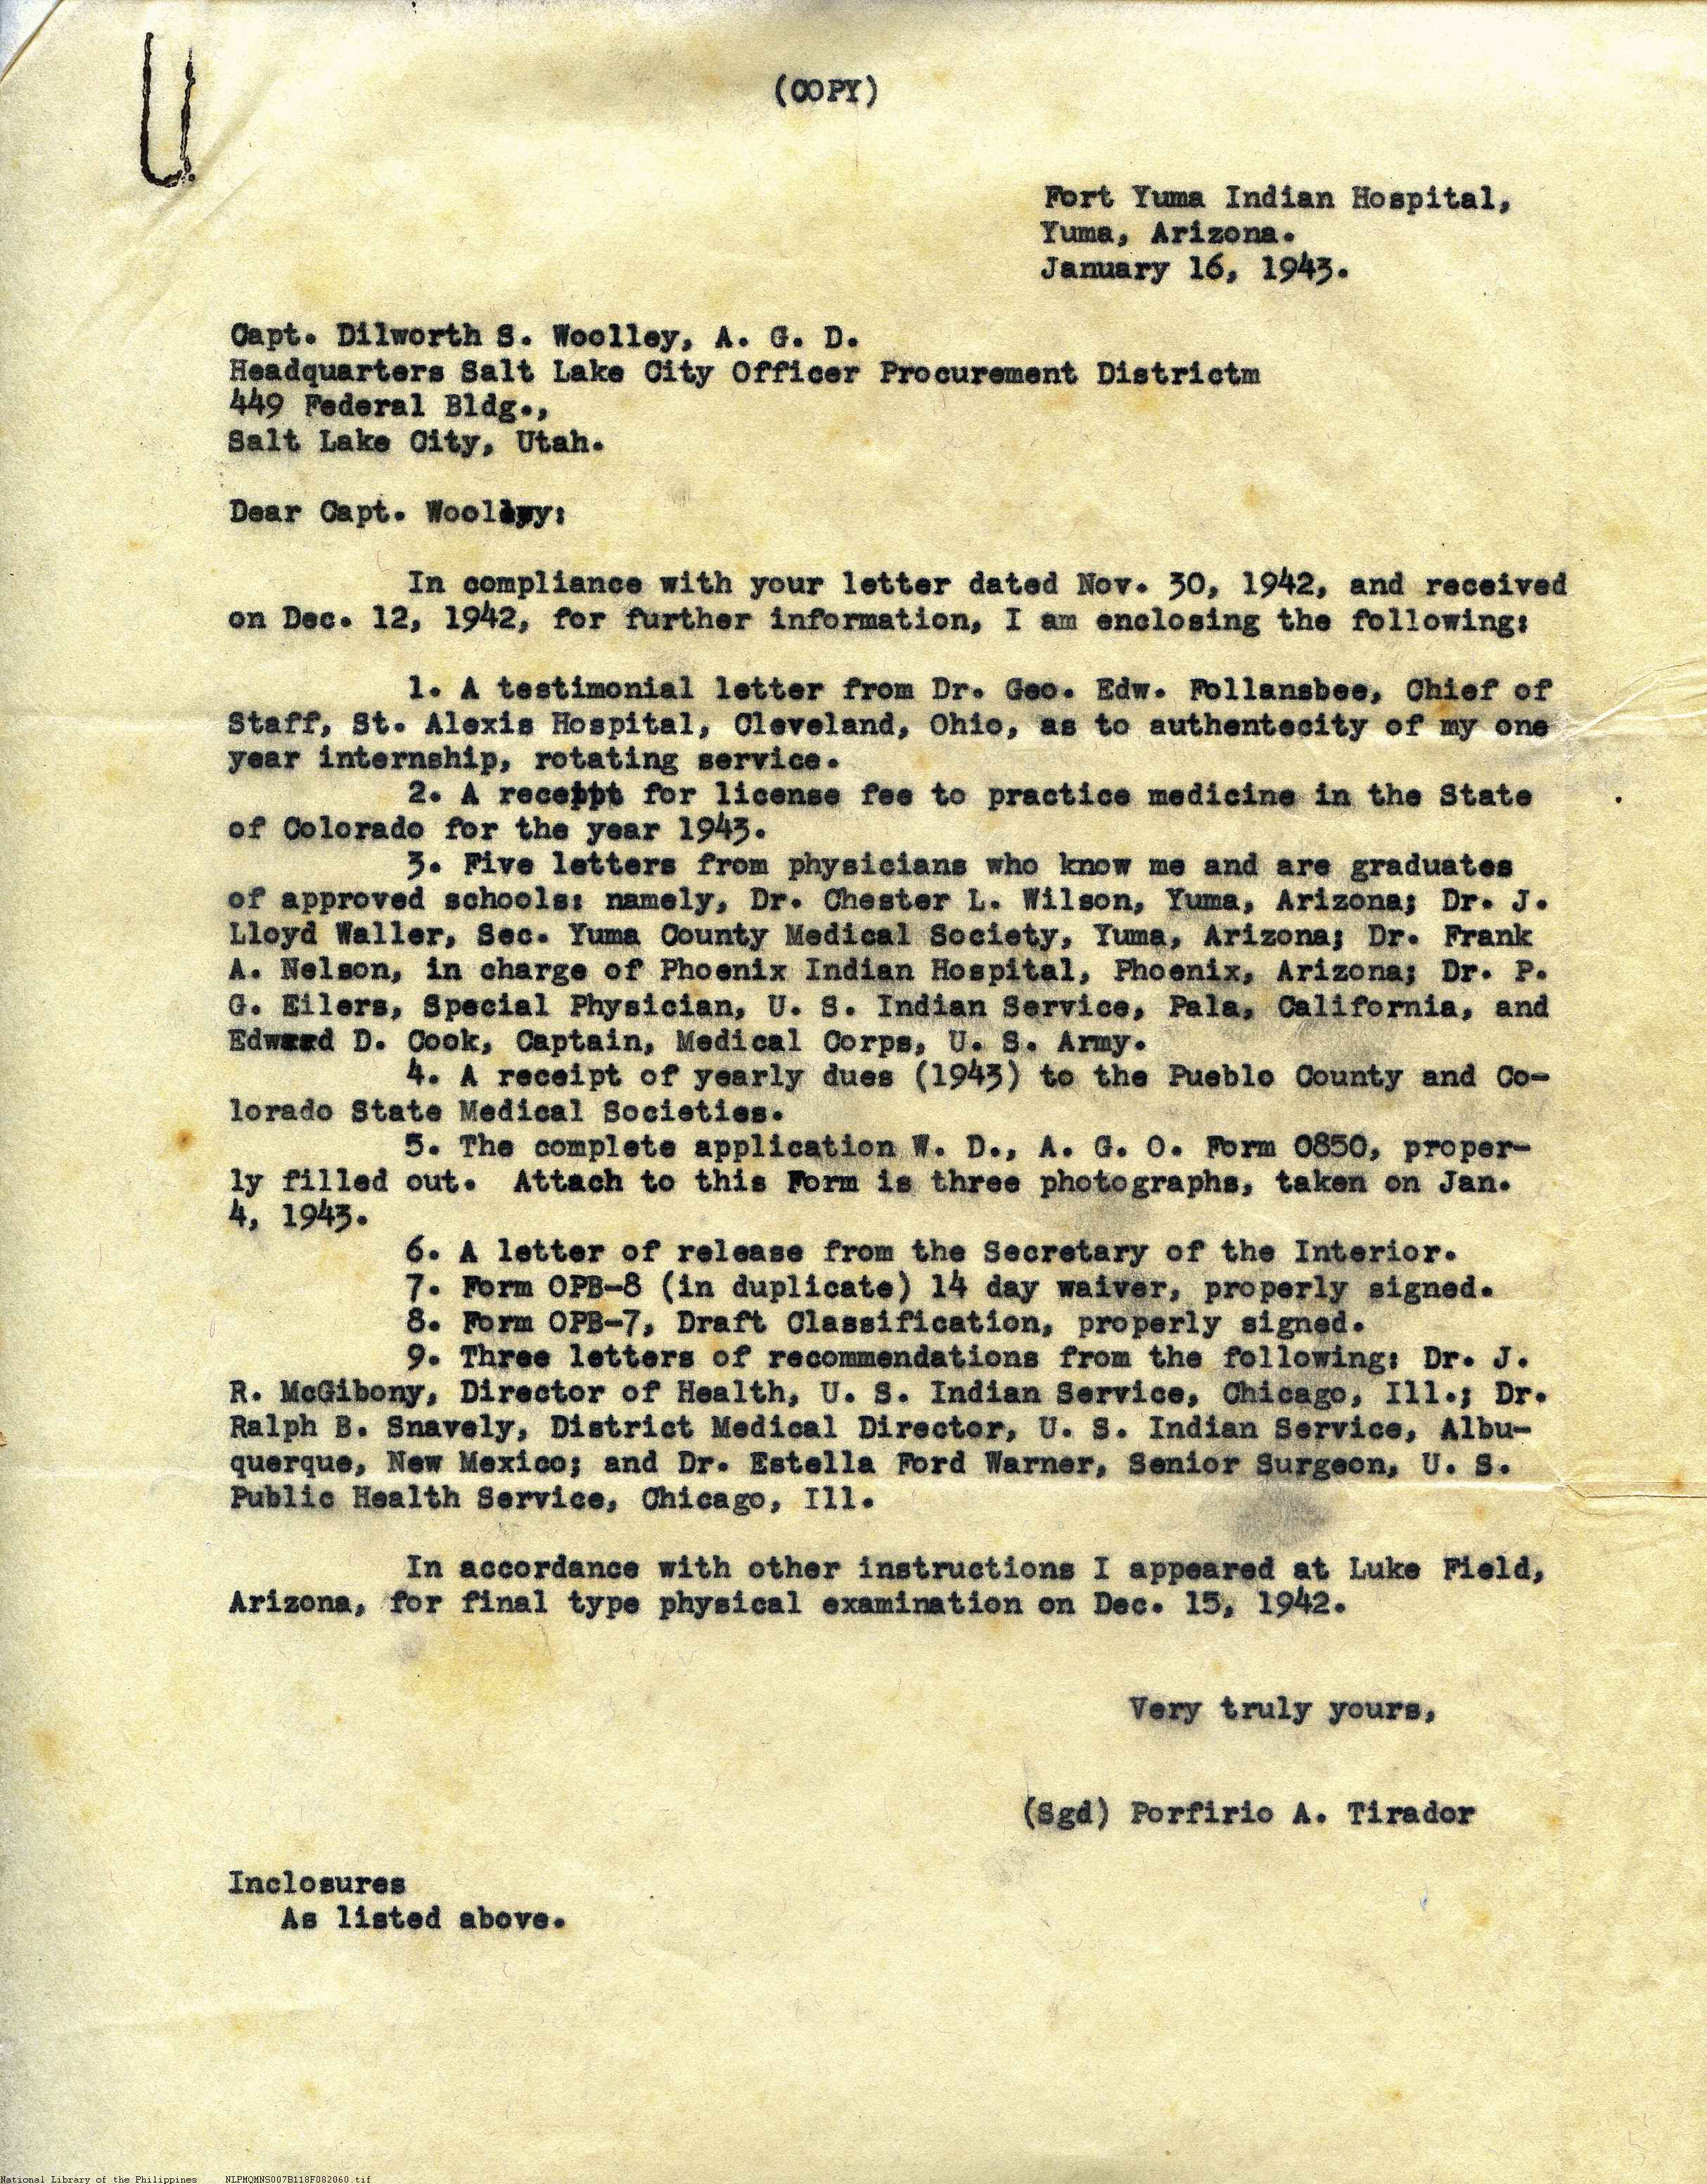 (COPY)
Fort Yuma Indian Hospital,
Yuma, Arizona.
January 16, 1943.
Capt. Dilworth S. Woolley, A. G. D.
Headquarters Salt Lake City Officer Procurement Districtm
449 Federal Bldg.,
Salt Lake City, Utah.
Dear Capt. Woolley:
In compliance with your letter dated Nov. 30, 1942, and received
on Dec. 12, 1942, for further information, I am enclosing the following:
1. A testimonial letter from Dr. Geo. Edw. Follansbee, Chief of
Staff, St. Alexis Hospital, Cleveland, Ohio, as to authentecity of my one
year internship, rotating service.
2. A receipt for license fee to practice medicine in the State
of Colorado for the year 1943.
3. Five letters from physicians who know me and are graduates
of approved schools: namely, Dr. Chester L. Wilson, Yuma, Arizona; Dr. J.
Lloyd Waller, Sec. Yuma County Medical Society, Yuma, Arizona; Dr. Frank
A. Nelson, in charge of Phoenix Indian Hospital, Phoenix, Arizona; Dr. P.
G. Eilers, Special Physician, U. S. Indian Service, Pala, California, and
Edward D. Cook, Captain, Medical Corps, U. S. Army.
4. A receipt of yearly dues (1943) to the Pueblo County and Co-
lorado State Medical Societies.
5. The complete application W. D., A. G. O. Form 0850, proper-
ly filled out. Attach to this Form is three photographs, taken on Jan.
4, 1943.
6. A letter of release from the Secretary of the Interior.
7. Form OPB-8 (in duplicate) 14 day waiver, properly signed.
8. Form OPB-7, Draft Classification, properly signed.
9. Three letters of recommendations from the following: Dr. J.
R. McGibony, Director of Health, U. S. Indian Service, Chicago, Ill.; Dr.
Ralph B. Snavely, District Medical Director, U. S. Indian Service, Albu-
querque, New Mexico; and Dr. Estella Ford Warner, Senior Surgeon, U. S.
Public Health Service, Chicago, Ill.
In accordance with other instructions I appeared at Luke Field,
Arizona, for final type physical examination on Dec. 15, 1942.
Very truly yours,
(Sgd) Porfirio A. Tirador
Inclosures
As listed above.
National Library of the Philippines NLPMQMNS007B118F082060.tif